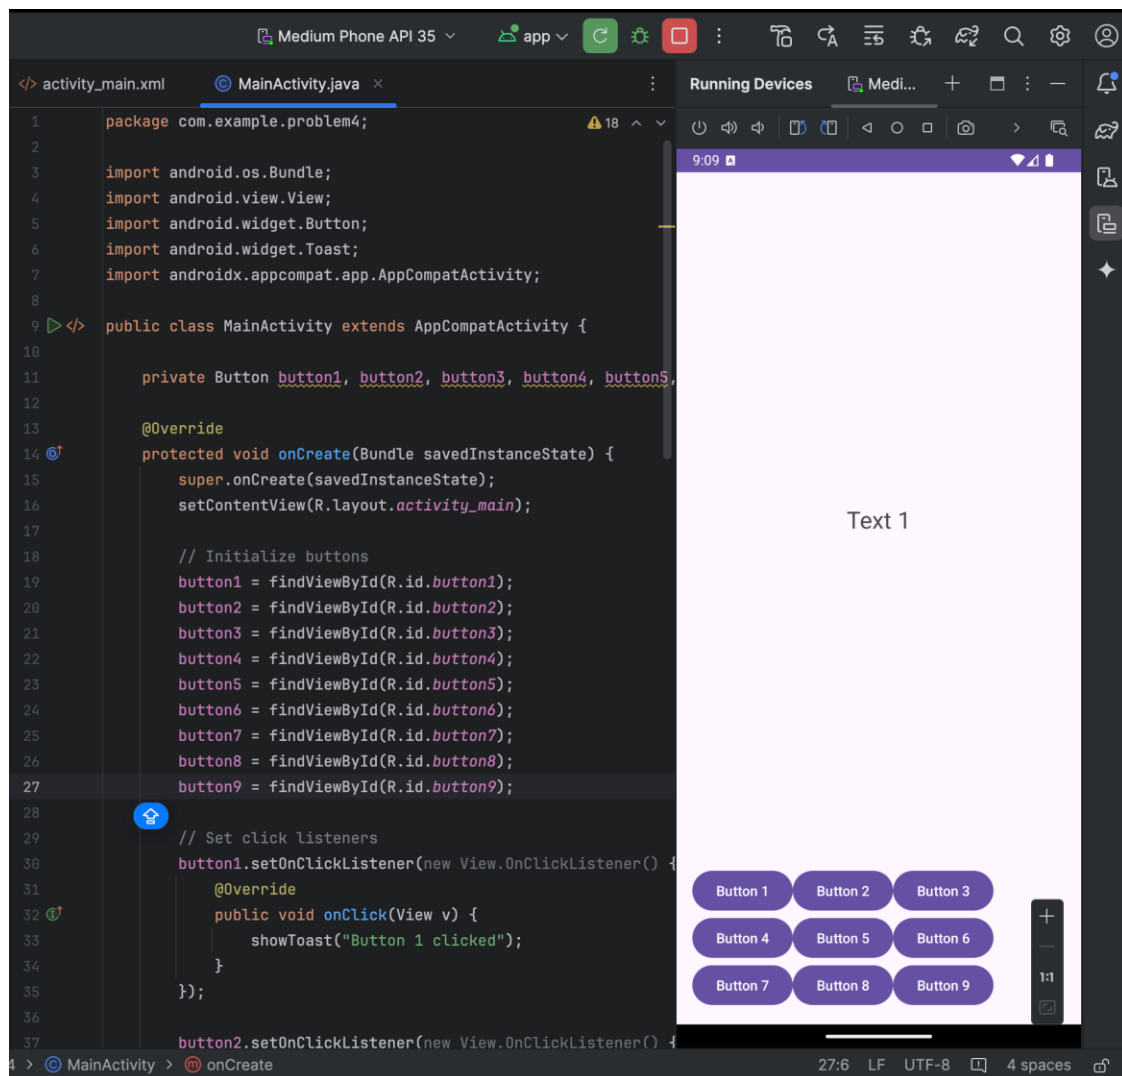 Medium Phone API 35
app
activity_main.xml
MainActivity.java
Running Devices
Medi...
1 package com.example.problem4;
18
2
3 import android.os.Bundle;
4 import android.view.View;
5 import android.widget.Button;
6 import android.widget.Toast;
7 import androidx.appcompat.app.AppCompatActivity;
8
9 public class MainActivity extends AppCompatActivity {
10
11 private Button button1, button2, button3, button4, button5,
12
13 @Override
14 protected void onCreate(Bundle savedInstanceState) {
15 super.onCreate(savedInstanceState);
16 setContentView(R.layout.activity_main);
17
18 // Initialize buttons
19 button1 = findViewById(R.id.button1);
20 button2 = findViewById(R.id.button2);
21 button3 = findViewById(R.id.button3);
22 button4 = findViewById(R.id.button4);
23 button5 = findViewById(R.id.button5);
24 button6 = findViewById(R.id.button6);
25 button7 = findViewById(R.id.button7);
26 button8 = findViewById(R.id.button8);
27 button9 = findViewById(R.id.button9);
28
29 // Set click listeners
30 button1.setOnClickListener(new View.OnClickListener() {
31 @Override
32 public void onClick(View v) {
33 showToast("Button 1 clicked");
34 }
35 });
36
37 button2.setOnClickListener(new View.OnClickListener() {
9:09
Text 1
Button 1 Button 2 Button 3
Button 4 Button 5 Button 6
Button 7 Button 8 Button 9
1:1
4 > MainActivity > onCreate
27:6 LF UTF-8 4 spaces